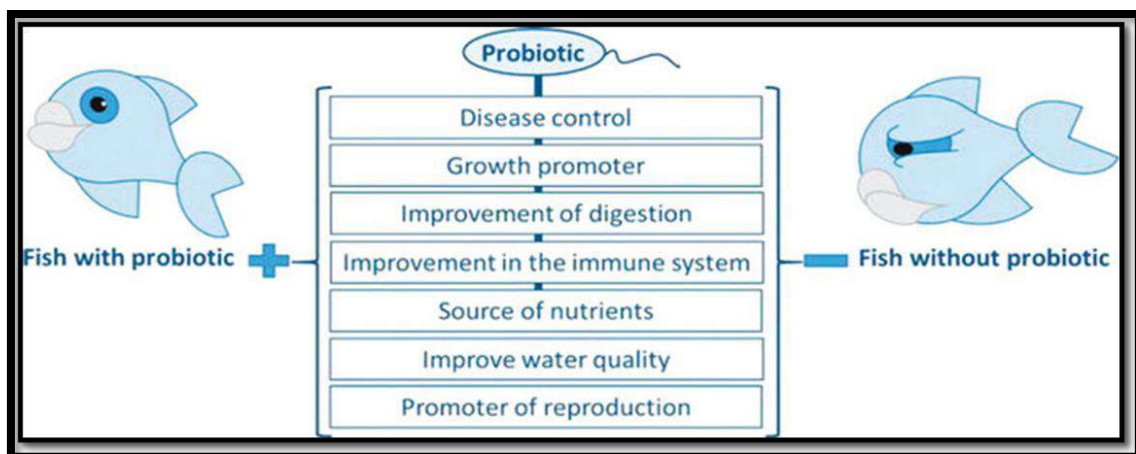 Probiotic
Disease control
Growth promoter
Improvement of digestion
Fish with probiotic
Improvement in the immune system
Fish without probiotic
Source of nutrients
Improve water quality
Promoter of reproduction